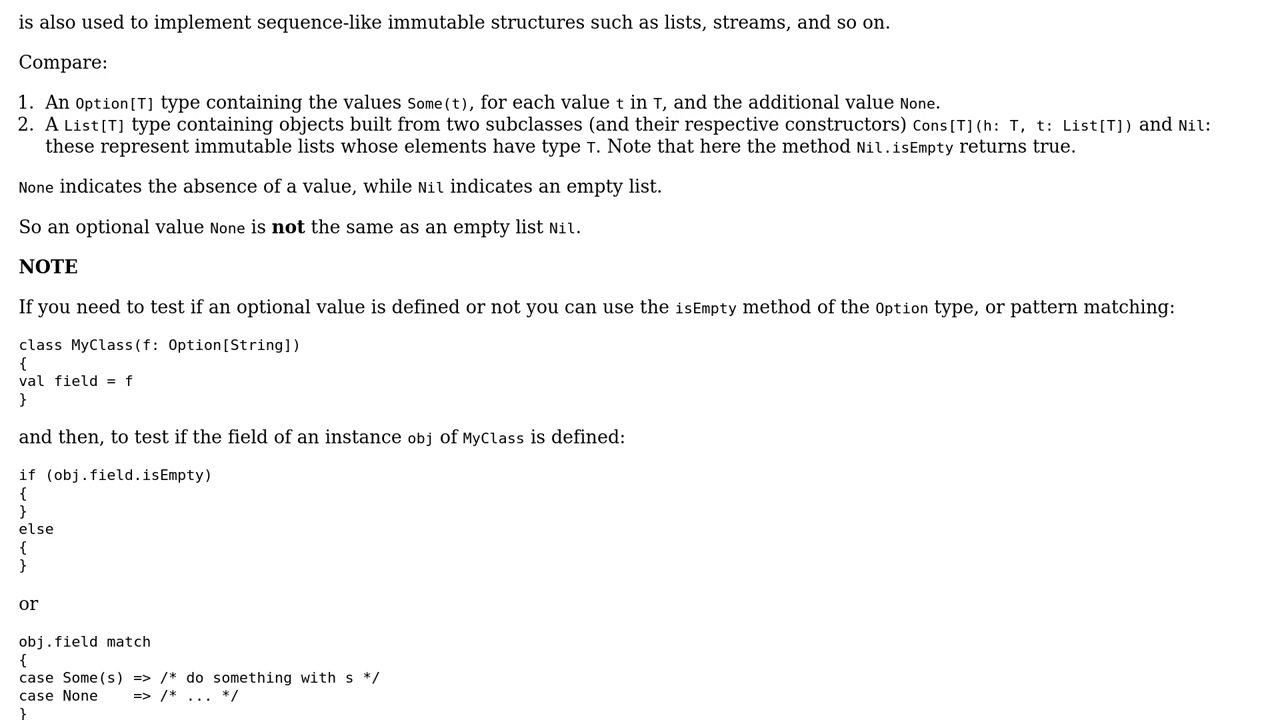 is also used to implement sequence-like immutable structures such as lists, streams, and so on.
Compare:
1. An Option[T] type containing the values Some(t), for each value t in T, and the additional value None.
2. A List[T] type containing objects built from two subclasses (and their respective constructors) Cons[T](h: T, t: List[T]) and Nil:
these represent immutable lists whose elements have type T. Note that here the method Nil.isEmpty returns true.
None indicates the absence of a value, while Nil indicates an empty list.
So an optional value None is not the same as an empty list Nil.
NOTE
If you need to test if an optional value is defined or not you can use the isEmpty method of the Option type, or pattern matching:
class MyClass(f: Option[String])
{
val field = f
}
and then, to test if the field of an instance obj of MyClass is defined:
if (obj.field.isEmpty)
{
}
else
{
}
or
obj.field match
{
case Some(s) => /* do something with s */
case None    => /* ... */
}